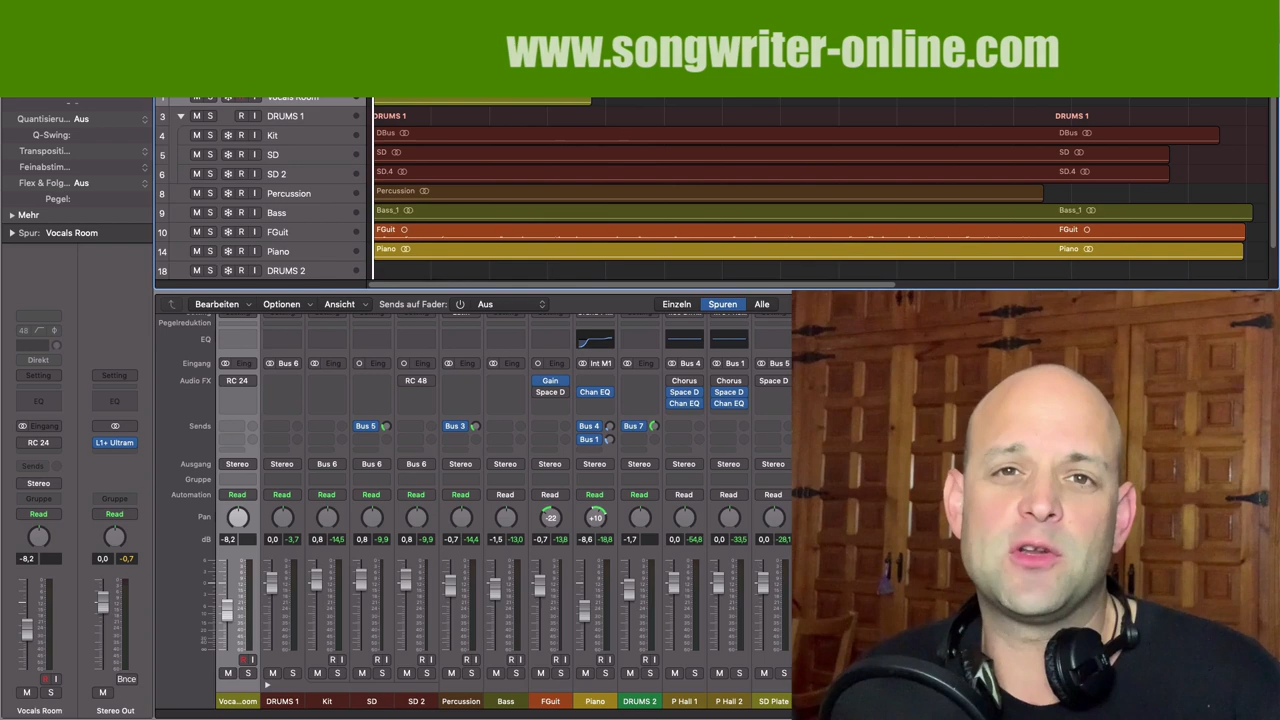 www.songwriter-online.com
1 M S R I Vocals Room
Quantisieru... Aus
3 M S R I DRUMS 1 DRUMS 1 DRUMS 1
Q-Swing:
4 M S R I Kit DBus DBus
Transpositi...
5 M S R I SD SD SD
Feinabstim...
6 M S R I SD 2 SD.4 SD.4
Flex & Folg... Aus
8 M S R I Percussion Percussion
Pegel:
9 M S R I Bass Bass_1 Bass_1
Mehr
10 M S R I FGuit FGuit FGuit
Spur: Vocals Room
14 M S R I Piano Piano Piano
18 M S R I DRUMS 2
Bearbeiten Optionen Ansicht Sends auf Fader: Aus Einzeln Spuren Alle
Pegelreduktion
EQ
Eingang Eing Bus 6 Eing Eing Eing Eing Eing Eing Int M1 Eing Bus 4 Bus 1 Bus 5
Audio FX RC 24 RC 48 Gain Chorus Chorus Space D
Space D Chan EQ Space D Space D
Chan EQ Chan EQ
Sends Bus 5 Bus 3 Bus 4 Bus 7
Bus 1
Ausgang Stereo Stereo Bus 6 Bus 6 Bus 6 Stereo Stereo Stereo Stereo Stereo Stereo Stereo Stereo
Gruppe
Automation Read Read Read Read Read Read Read Read Read Read Read Read Read
Pan -22 +10
dB -8,2 0,0 -3,7 0,8 -14,5 0,8 -9,9 0,8 -9,9 -0,7 -14,4 -1,5 -13,0 -0,7 -13,8 -8,6 -18,8 -1,7 0,0 -54,8 0,0 -33,5 0,0 -28,1
R I R I R I R I R I R I R I R I
M S M S M S M S M S M S M S M S M S M S M S M S M
Voca...oom DRUMS 1 Kit SD SD 2 Percussion Bass FGuit Piano DRUMS 2 P Hall 1 P Hall 2 SD Plate
48
Direkt
Setting Setting
EQ EQ
Eingang
RC 24 L1+ Ultram
Sends
Stereo
Gruppe Gruppe
Read Read
-8,2 0,0 -0,7
R I Bnce
M S M
Vocals Room Stereo Out